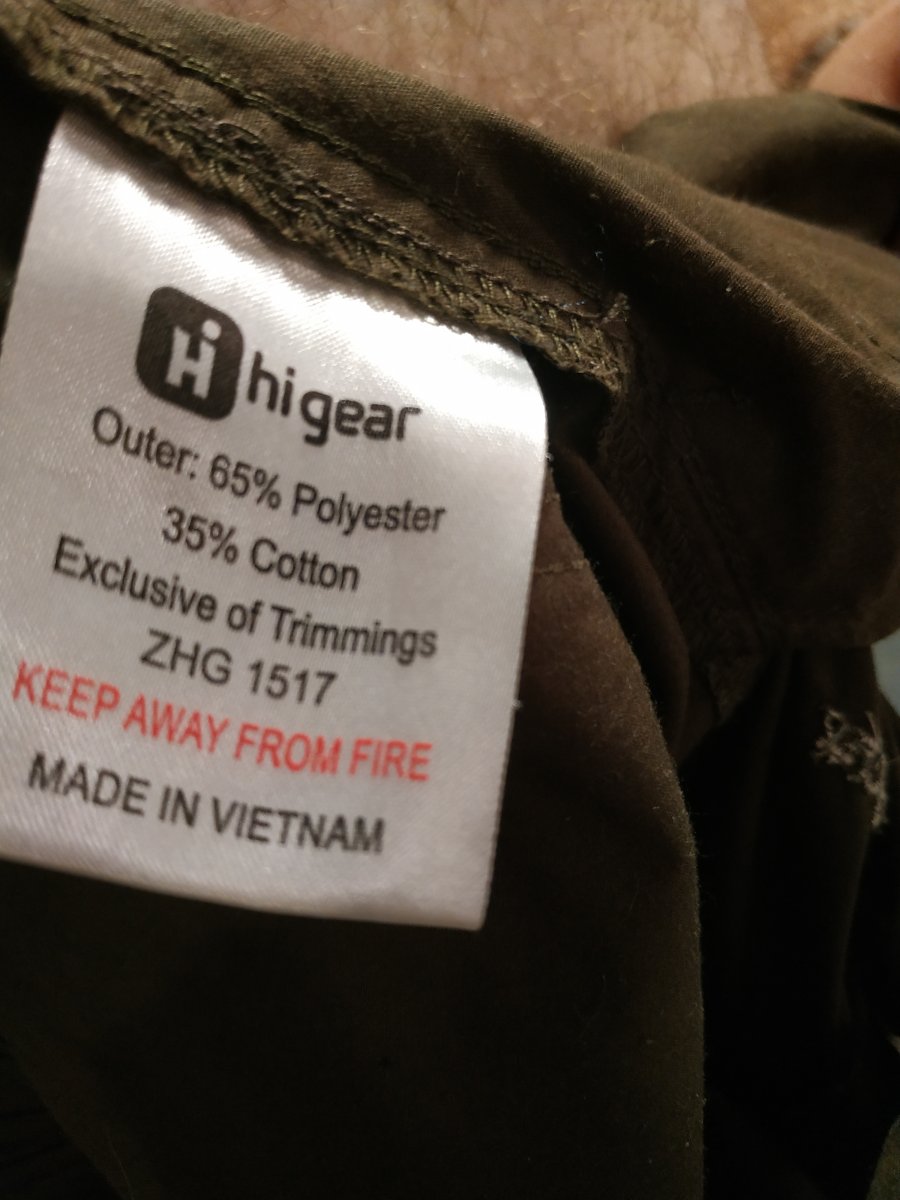 Hi hi gear
Outer: 65% Polyester
35% Cotton
Exclusive of Trimmings
ZHG 1517
KEEP AWAY FROM FIRE
MADE IN VIETNAM